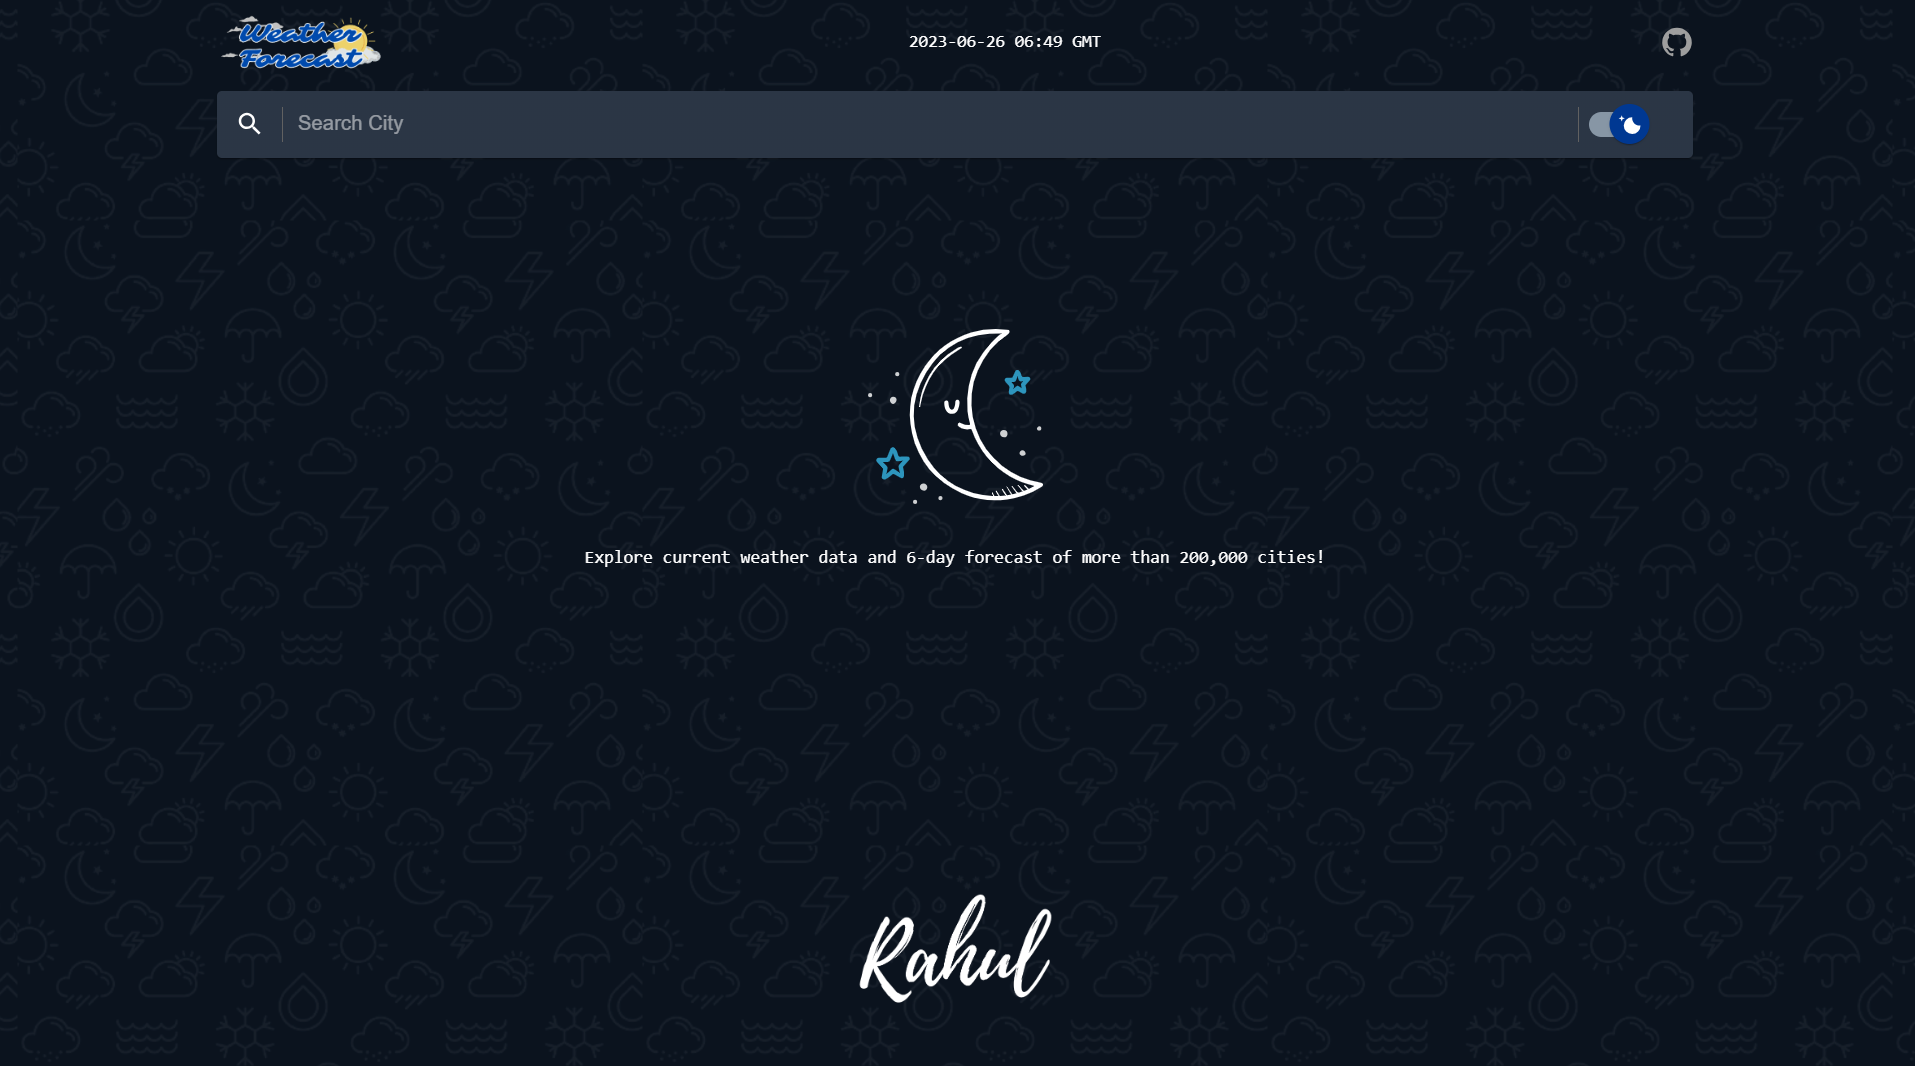 Weather
Forecast
2023-06-26 06:49 GMT
Search City
Explore current weather data and 6-day forecast of more than 200,000 cities!
Rahul